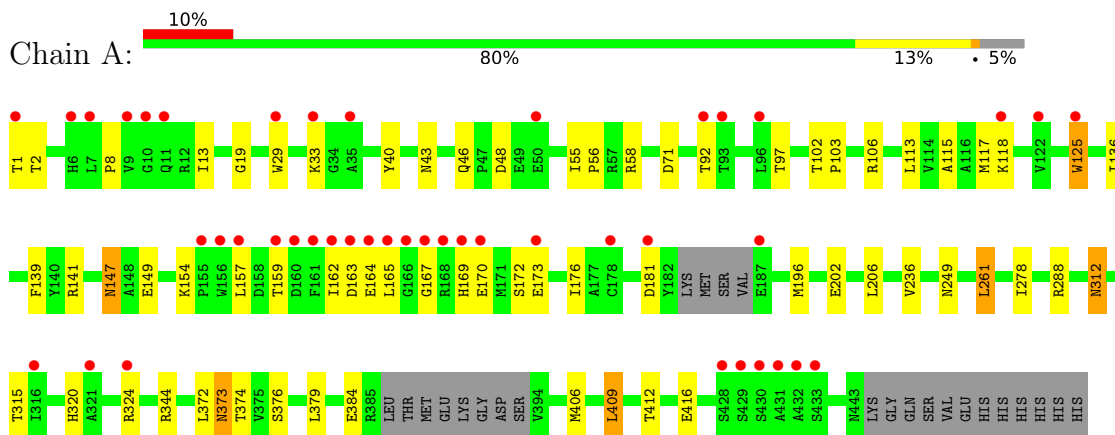 10%
Chain A:
80% 13% • 5%
T1 T2 H6 L7 P8 V9 G10 Q11 R12 I13 G19 W29 K33 G34 A35 Y40 N43 Q46 P47 D48 E49 E50 I55 P56 R57 R58 D71 T92 T93 L96 T97 T102 P103 R106 L113 V114 A115 A116 M117 K118 V122 W125 I136
F139 Y140 R141 N147 A148 E149 K154 P155 W156 L157 D158 T159 D160 F161 I162 D163 E164 L165 G166 G167 R168 H169 E170 M171 S172 E173 I176 A177 C178 D181 Y182 LYS MET SER VAL E187 M196 E202 L206 V236 N249 L261 I278 R288 N312
T315 I316 H320 A321 R324 R344 L372 N373 T374 V375 S376 L379 E384 R385 LEU THR MET GLU LYS GLY ASP SER V394 M406 L409 T412 E416 S428 S429 S430 A431 A432 S433 N443 LYS GLY GLN SER VAL GLU HIS HIS HIS HIS HIS HIS